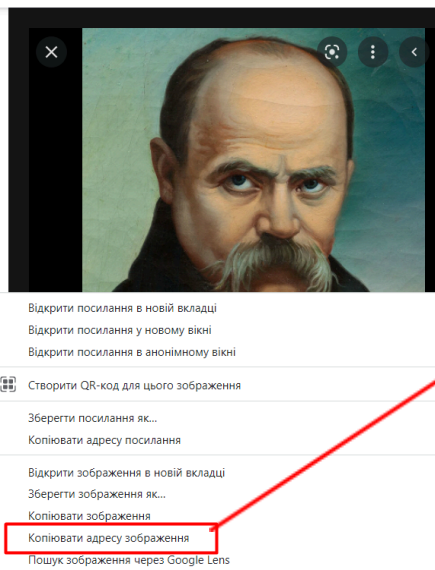 Відкрити посилання в новій вкладці
Відкрити посилання у новому вікні
Відкрити посилання в анонімному вікні
Створити QR-код для цього зображення
Зберегти посилання як...
Копіювати адресу посилання
Відкрити зображення в новій вкладці
Зберегти зображення як...
Копіювати зображення
Копіювати адресу зображення
Пошук зображення через Google Lens